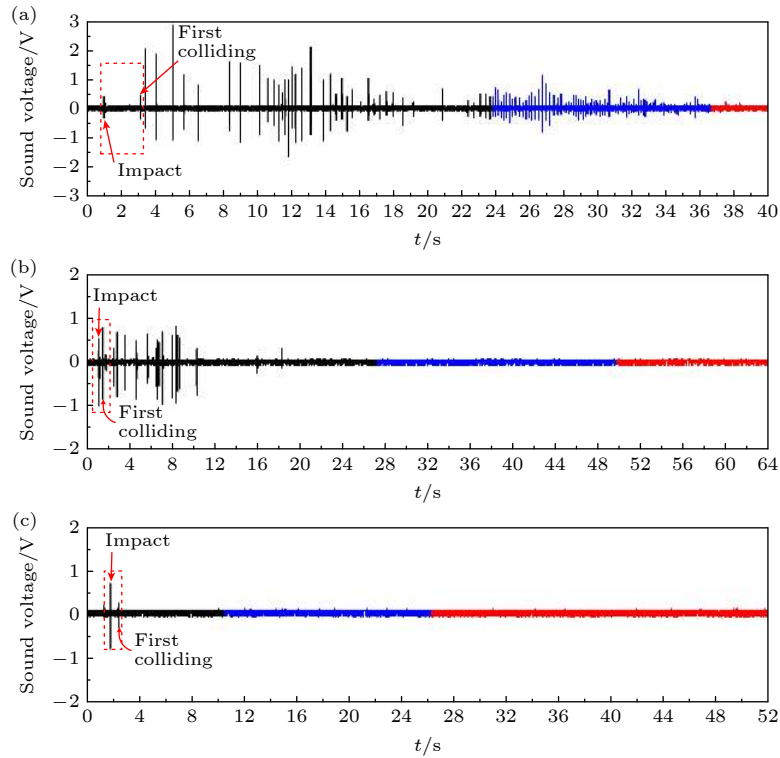 (a)
Sound voltage/V
3
2
1
0
−1
−2
−3
First
colliding
Impact
0 2 4 6 8 10 12 14 16 18 20 22 24 26 28 30 32 34 36 38 40
t/s
(b)
Sound voltage/V
2
1
0
−1
−2
Impact
First
colliding
0 4 8 12 16 20 24 28 32 36 40 44 48 52 56 60 64
t/s
(c)
Sound voltage/V
2
1
0
−1
−2
Impact
First
colliding
0 4 8 12 16 20 24 28 32 36 40 44 48 52
t/s